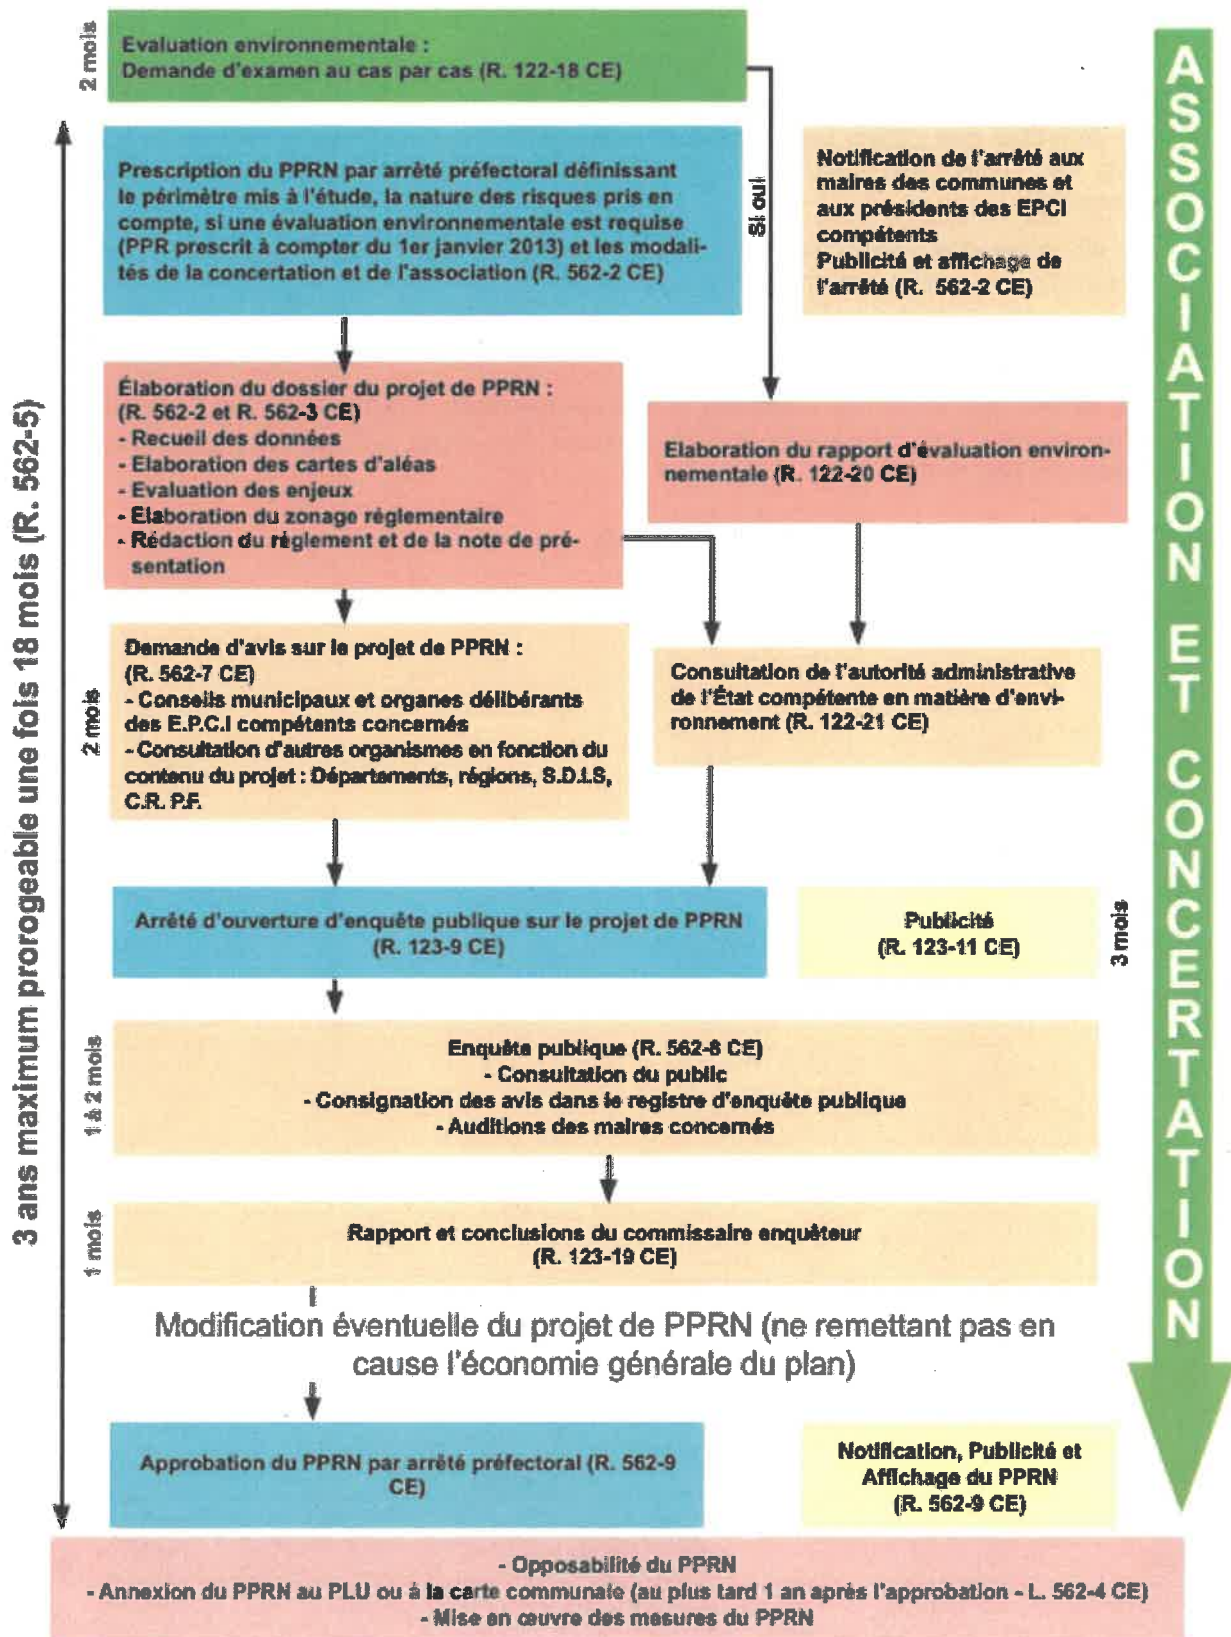 2 mois
Evaluation environnementale :
Demande d'examen au cas par cas (R. 122-18 CE)
3 ans maximum prorogeable une fois 18 mois (R. 562-5)
Prescription du PPRN par arrêté préfectoral définissant
le périmètre mis à l'étude, la nature des risques pris en
compte, si une évaluation environnementale est requise
(PPR prescrit à compter du 1er janvier 2013) et les modali-
tés de la concertation et de l'association (R. 562-2 CE)
Si oui
Notification de l'arrêté aux
maires des communes et
aux présidents des EPCI
compétents
Publicité et affichage de
l'arrêté (R. 562-2 CE)
Élaboration du dossier du projet de PPRN :
(R. 562-2 et R. 562-3 CE)
- Recueil des données
- Elaboration des cartes d'aléas
- Evaluation des enjeux
- Elaboration du zonage réglementaire
- Rédaction du règlement et de la note de pré-
sentation
Elaboration du rapport d'évaluation environ-
nementale (R. 122-20 CE)
2 mois
Demande d'avis sur le projet de PPRN :
(R. 562-7 CE)
- Conseils municipaux et organes délibérants
des E.P.C.I compétents concernés
- Consultation d'autres organismes en fonction du
contenu du projet : Départements, régions, S.D.I.S,
C.R. P.F.
Consultation de l'autorité administrative
de l'État compétente en matière d'envi-
ronnement (R. 122-21 CE)
Arrêté d'ouverture d'enquête publique sur le projet de PPRN
(R. 123-9 CE)
Publicité
(R. 123-11 CE)
3 mois
1 à 2 mois
Enquête publique (R. 562-8 CE)
- Consultation du public
- Consignation des avis dans le registre d'enquête publique
- Auditions des maires concernés
1 mois
Rapport et conclusions du commissaire enquêteur
(R. 123-19 CE)
Modification éventuelle du projet de PPRN (ne remettant pas en
cause l'économie générale du plan)
Approbation du PPRN par arrêté préfectoral (R. 562-9
CE)
Notification, Publicité et
Affichage du PPRN
(R. 562-9 CE)
- Opposabilité du PPRN
- Annexion du PPRN au PLU ou à la carte communale (au plus tard 1 an après l'approbation - L. 562-4 CE)
- Mise en œuvre des mesures du PPRN
ASSOCIATION ET CONCERTATION